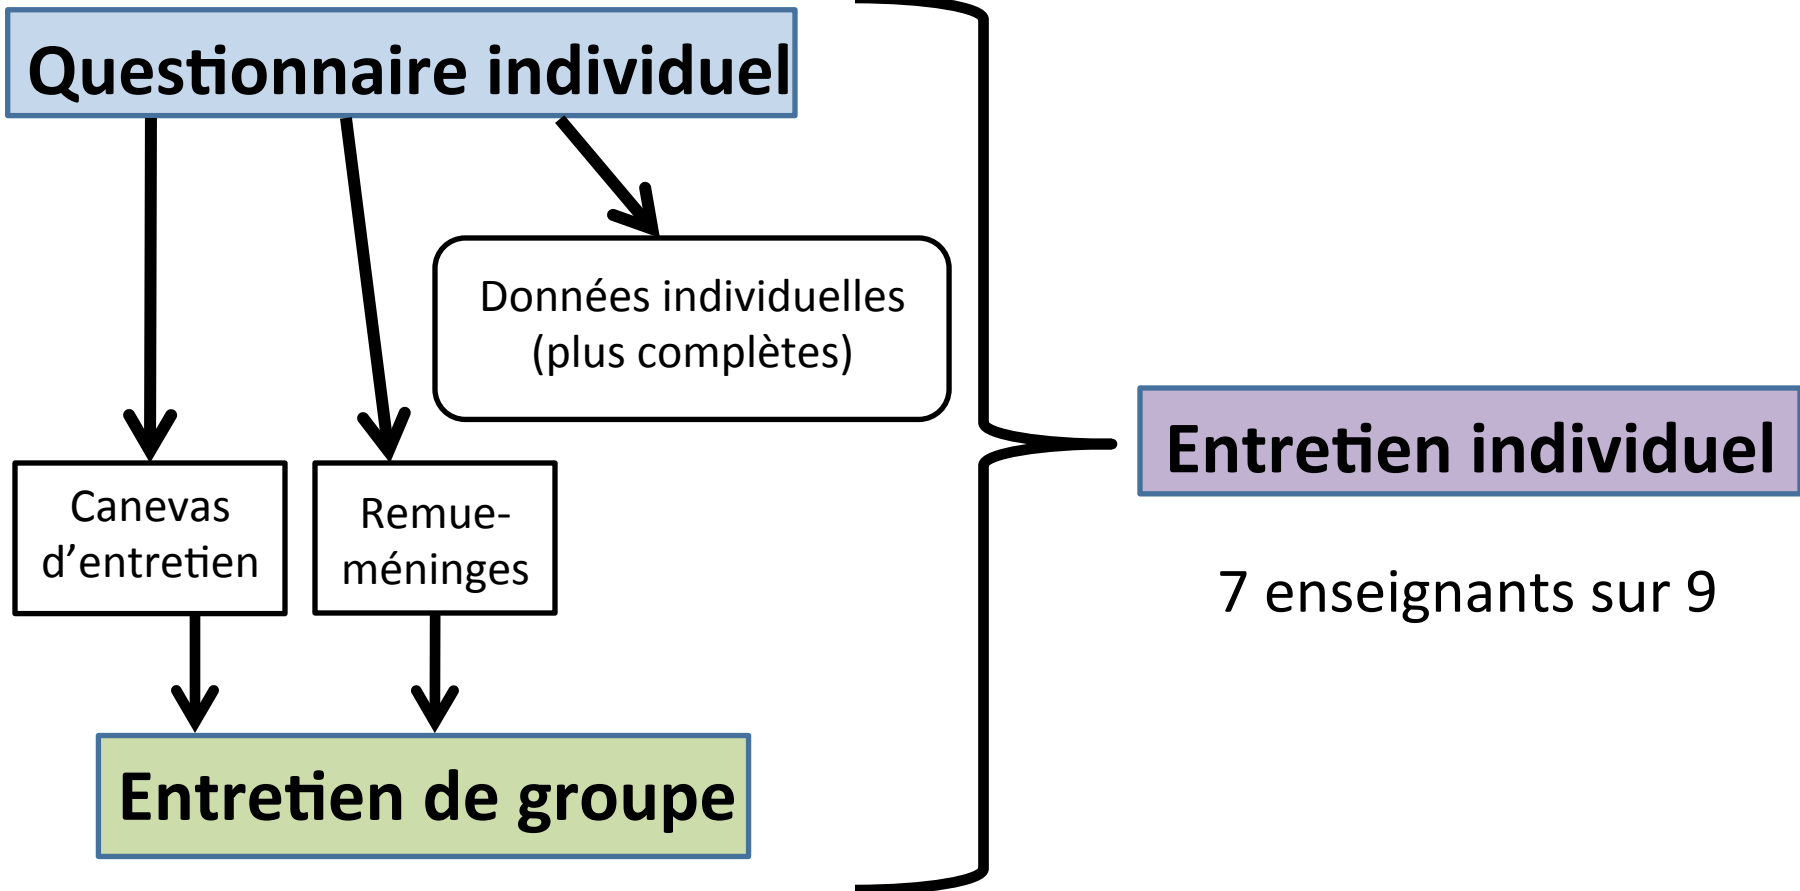 Questionnaire individuel
Données individuelles
(plus complètes)
Canevas
d’entretien
Remue-
méninges
Entretien de groupe
Entretien individuel
7 enseignants sur 9